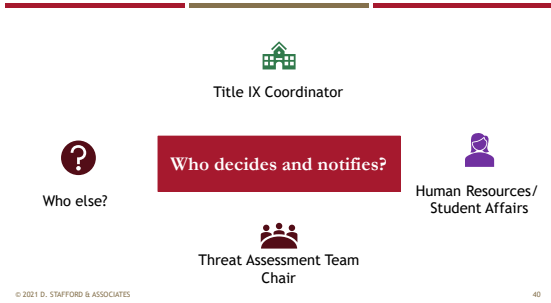 Title IX Coordinator
Who decides and notifies?
Who else?
Human Resources/
Student Affairs
Threat Assessment Team
Chair
© 2021 D. STAFFORD & ASSOCIATES
40